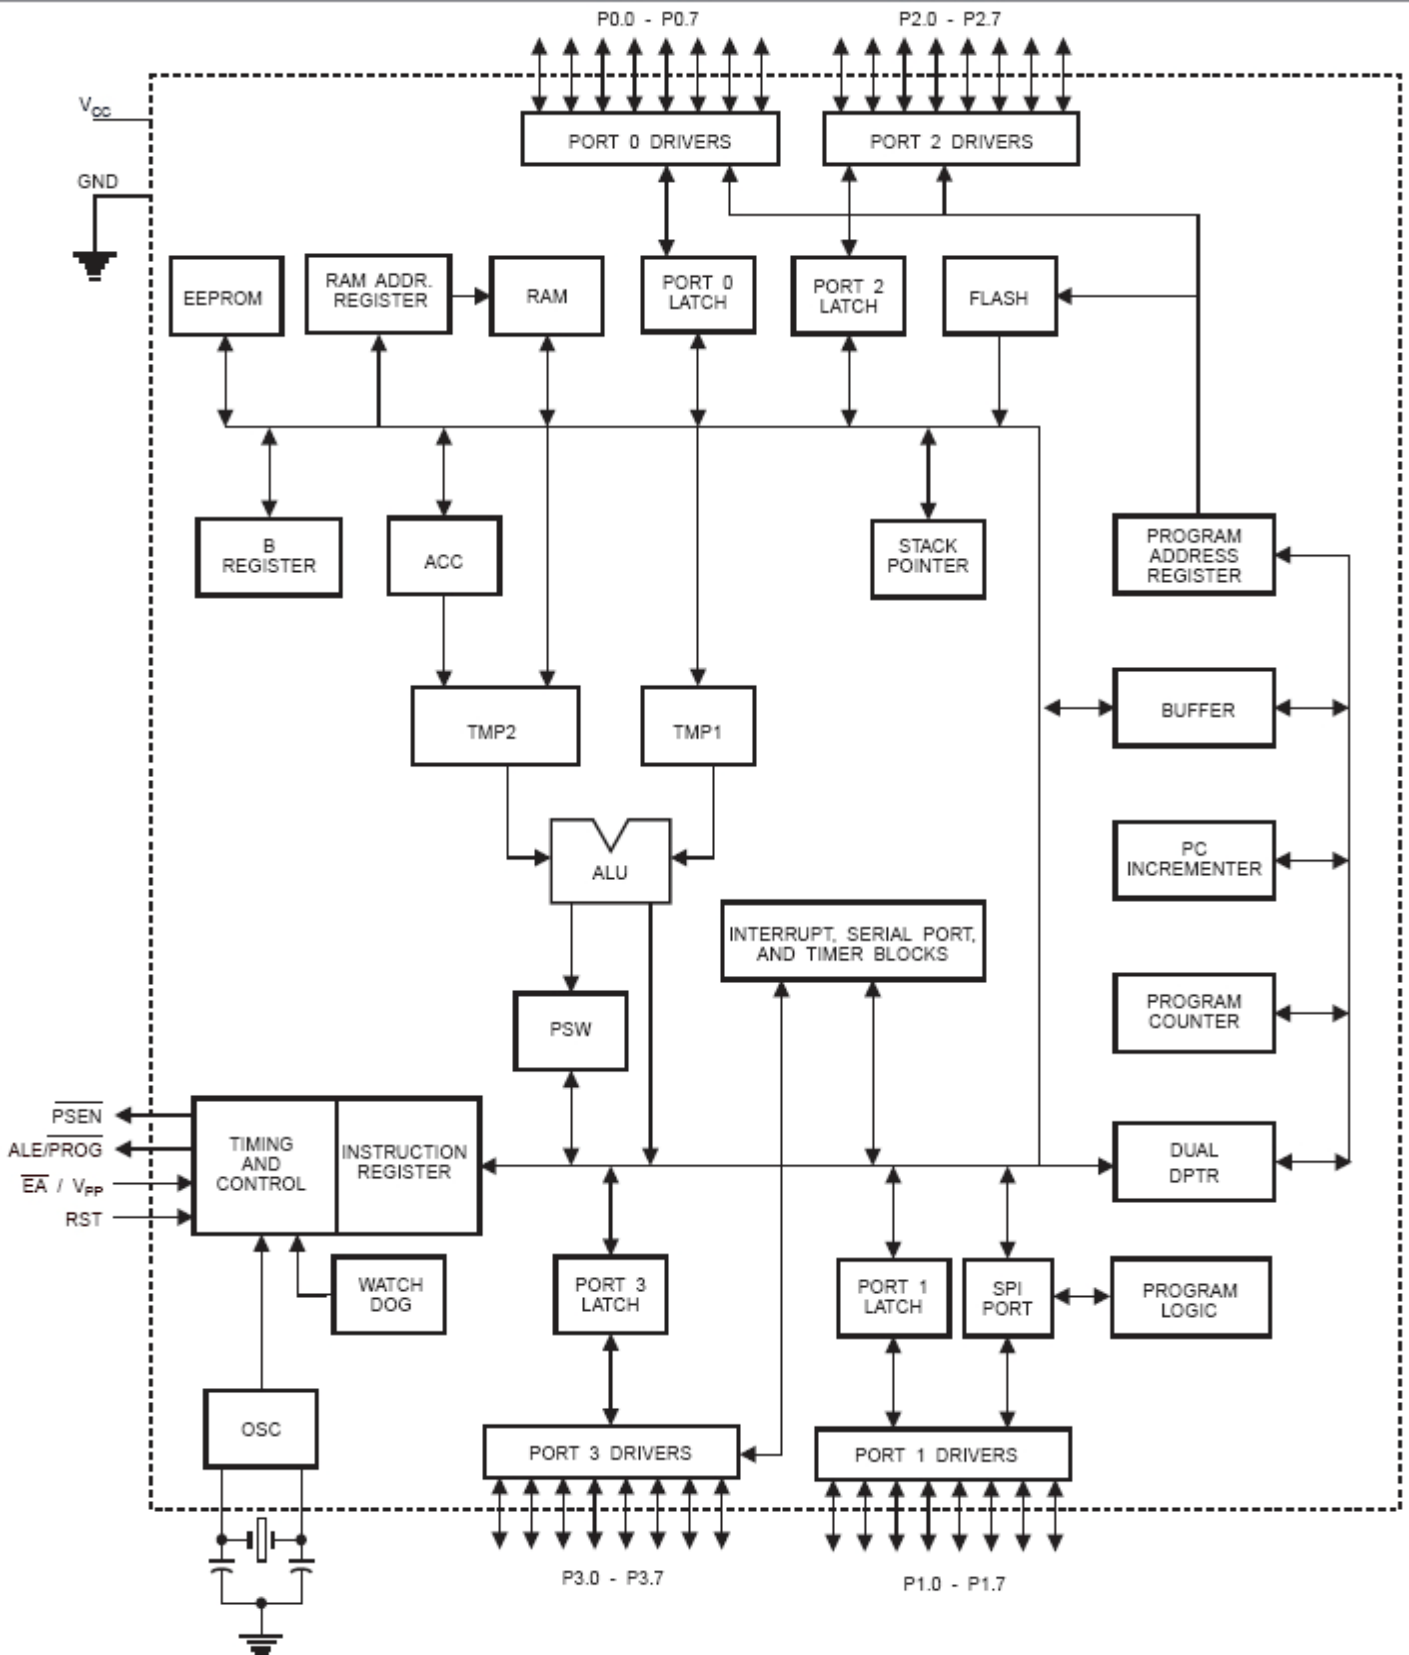 P0.0 - P0.7
P2.0 - P2.7
VCC
PORT 0 DRIVERS
PORT 2 DRIVERS
GND
EEPROM
RAM ADDR.
REGISTER
RAM
PORT 0
LATCH
PORT 2
LATCH
FLASH
B
REGISTER
ACC
STACK
POINTER
PROGRAM
ADDRESS
REGISTER
TMP2
TMP1
BUFFER
ALU
PC
INCREMENTER
INTERRUPT, SERIAL PORT,
AND TIMER BLOCKS
PSW
PROGRAM
COUNTER
PSEN
ALE/PROG
EA / VPP
RST
TIMING
AND
CONTROL
INSTRUCTION
REGISTER
DUAL
DPTR
WATCH
DOG
PORT 3
LATCH
PORT 1
LATCH
SPI
PORT
PROGRAM
LOGIC
OSC
PORT 3 DRIVERS
PORT 1 DRIVERS
P3.0 - P3.7
P1.0 - P1.7